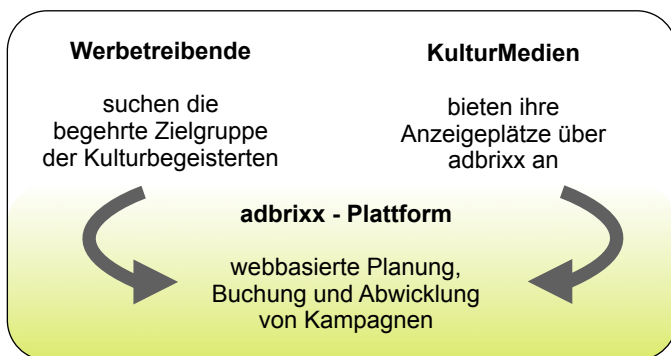 Werbetreibende
suchen die
begehrte Zielgruppe
der Kulturbegeisterten
KulturMedien
bieten ihre
Anzeigeplätze über
adbrixx an
adbrixx - Plattform
webbasierte Planung,
Buchung und Abwicklung
von Kampagnen